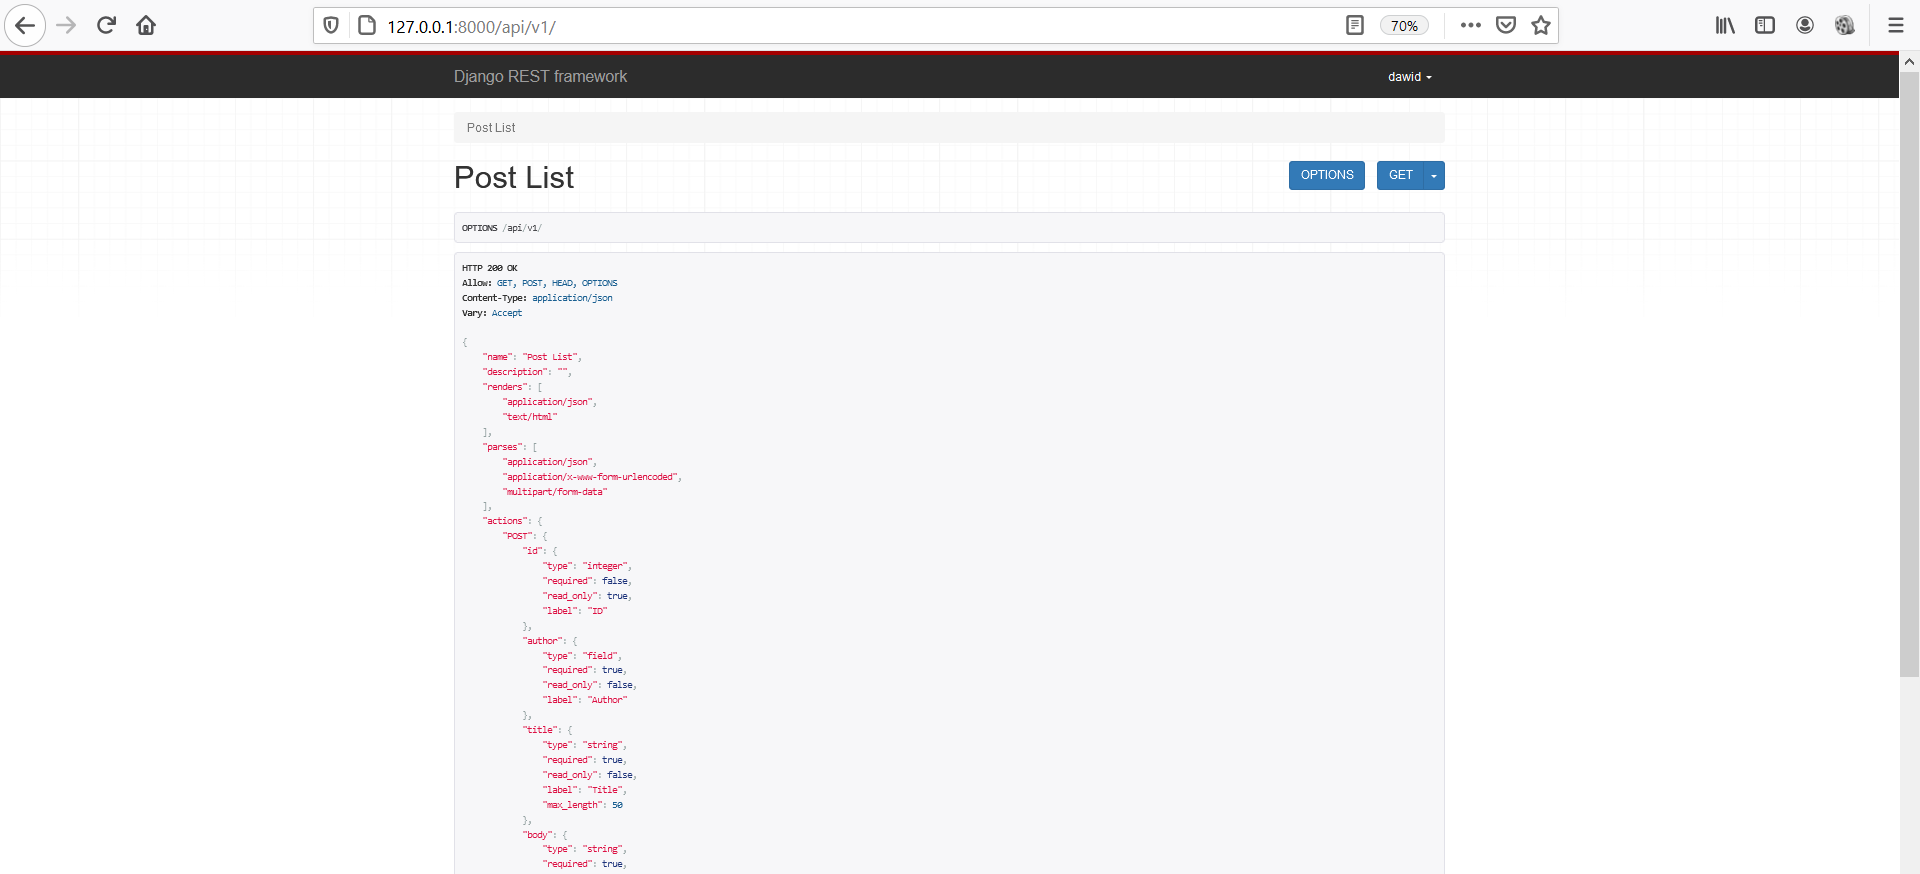 127.0.0.1:8000/api/v1/
70%
Django REST framework
dawid
Post List
Post List
OPTIONS
GET
OPTIONS /api/v1/
HTTP 200 OK
Allow: GET, POST, HEAD, OPTIONS
Content-Type: application/json
Vary: Accept
{
"name": "Post List",
"description": "",
"renders": [
"application/json",
"text/html"
],
"parses": [
"application/json",
"application/x-www-form-urlencoded",
"multipart/form-data"
],
"actions": {
"POST": {
"id": {
"type": "integer",
"required": false,
"read_only": true,
"label": "ID"
},
"author": {
"type": "field",
"required": true,
"read_only": false,
"label": "Author"
},
"title": {
"type": "string",
"required": true,
"read_only": false,
"label": "Title",
"max_length": 50
},
"body": {
"type": "string",
"required": true,